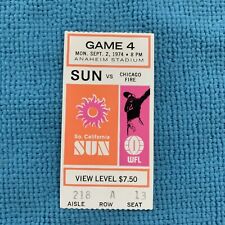 GAME 4
MON. SEPT. 2, 1974 • 8 PM
ANAHEIM STADIUM
SUN VS CHICAGO FIRE
So. California
SUN
WFL
VIEW LEVEL $7.50
218 A 13
AISLE ROW SEAT